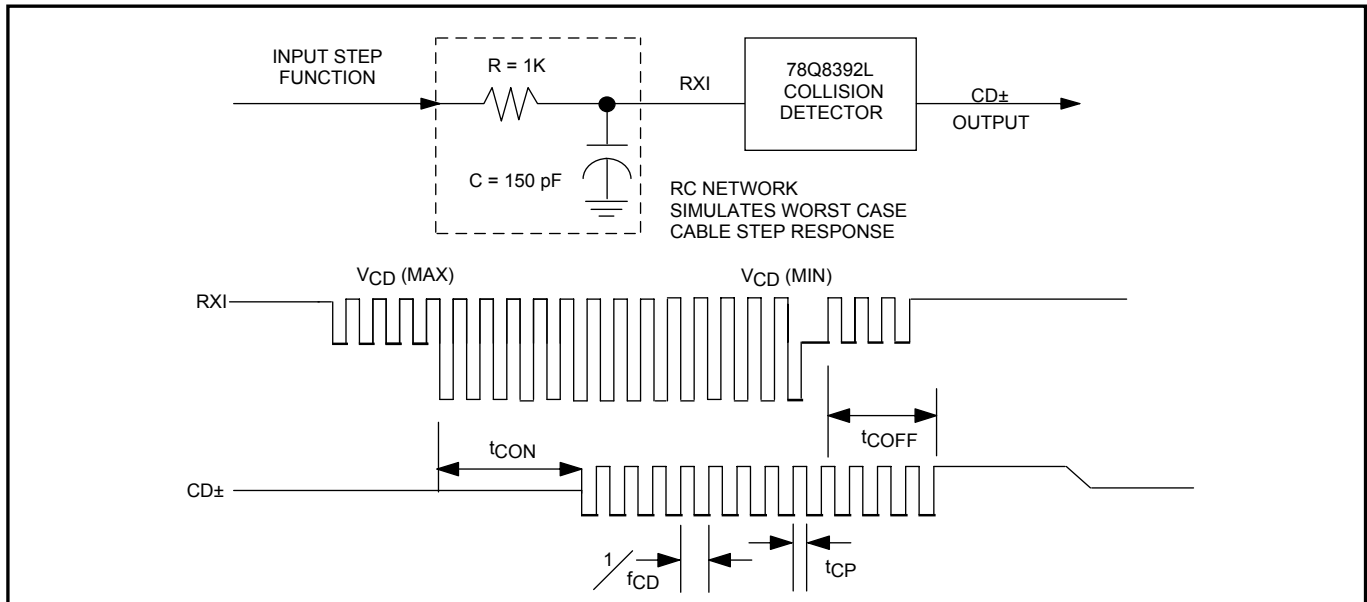 INPUT STEP
FUNCTION
R = 1K
RXI
78Q8392L
COLLISION
DETECTOR
CD±
OUTPUT
C = 150 pF
RC NETWORK
SIMULATES WORST CASE
CABLE STEP RESPONSE
VCD (MAX)
VCD (MIN)
RXI
tCOFF
tCON
CD±
1/fCD
tCP